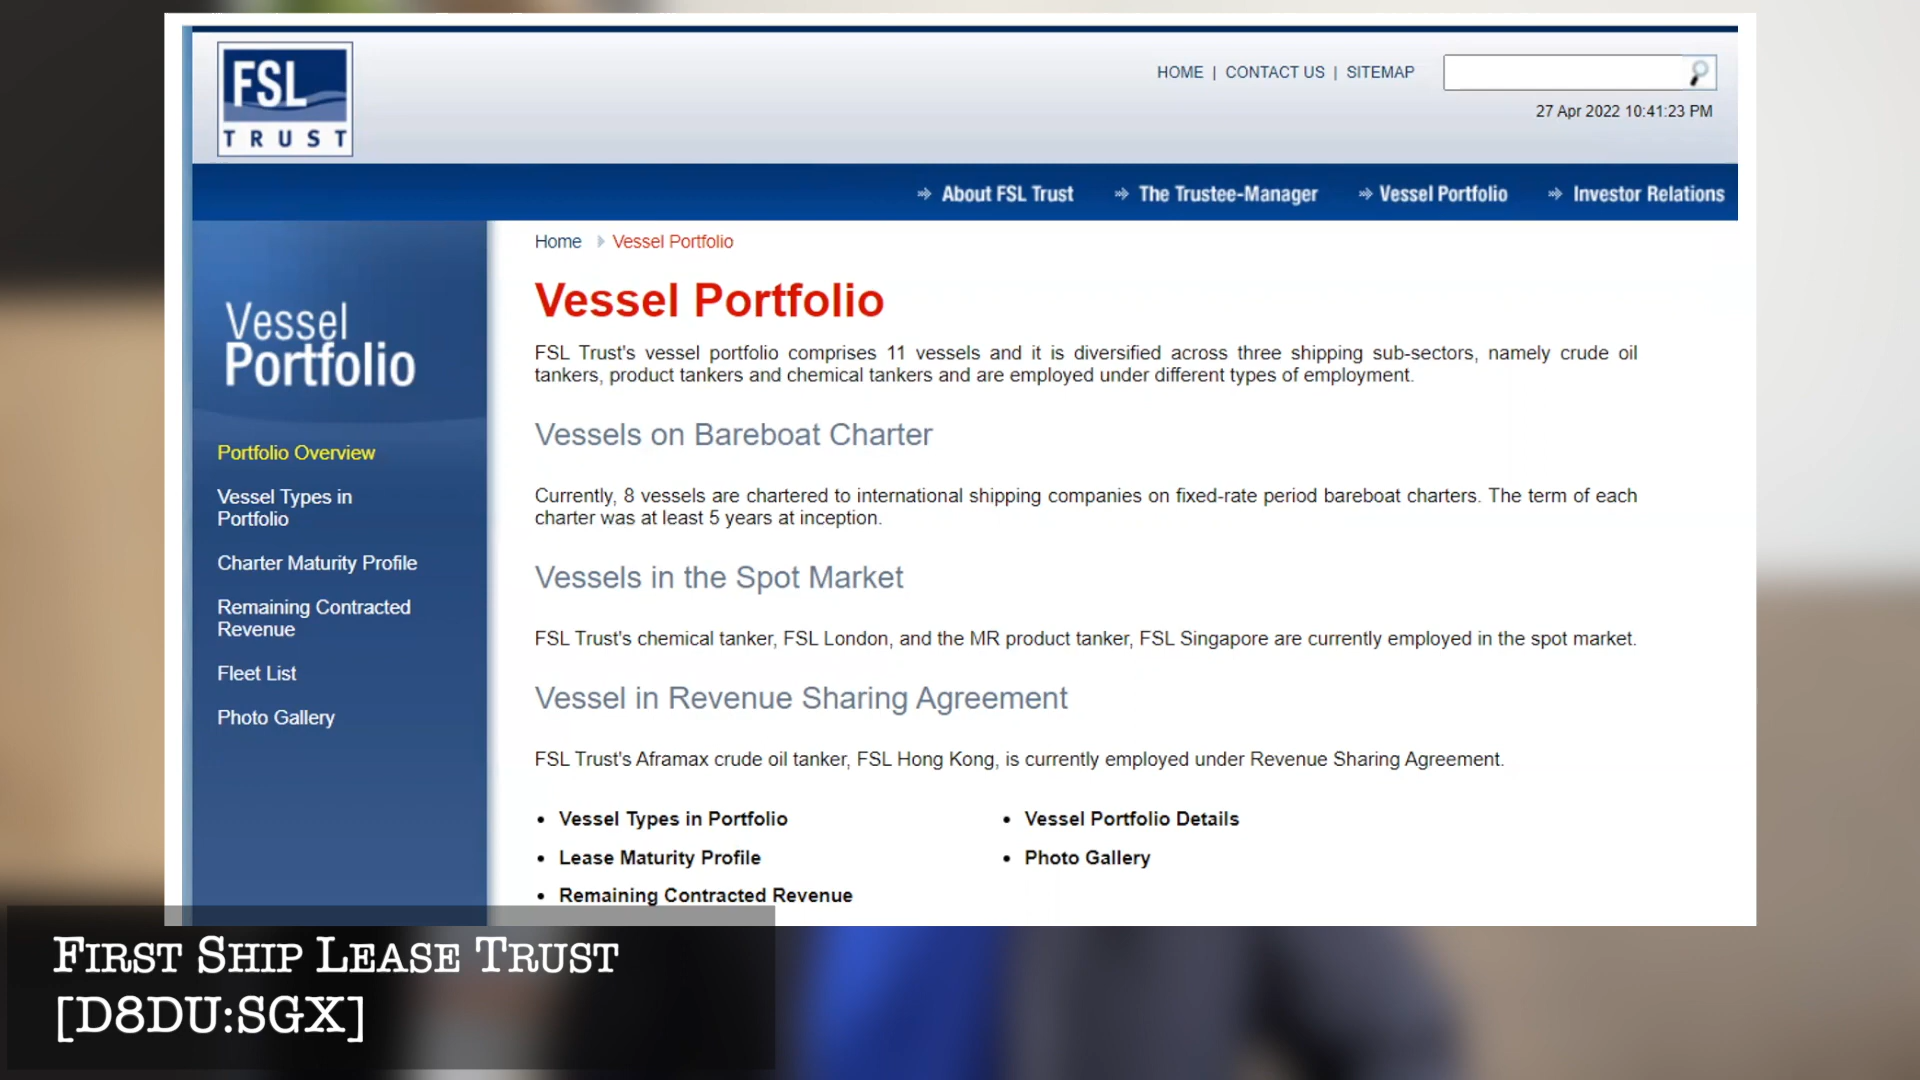 FSL
TRUST
HOME | CONTACT US | SITEMAP
27 Apr 2022 10:41:23 PM
About FSL Trust
The Trustee-Manager
Vessel Portfolio
Investor Relations
Vessel
Portfolio
Portfolio Overview
Vessel Types in
Portfolio
Charter Maturity Profile
Remaining Contracted
Revenue
Fleet List
Photo Gallery
Home Vessel Portfolio
Vessel Portfolio
FSL Trust's vessel portfolio comprises 11 vessels and it is diversified across three shipping sub-sectors, namely crude oil
tankers, product tankers and chemical tankers and are employed under different types of employment.
Vessels on Bareboat Charter
Currently, 8 vessels are chartered to international shipping companies on fixed-rate period bareboat charters. The term of each
charter was at least 5 years at inception.
Vessels in the Spot Market
FSL Trust's chemical tanker, FSL London, and the MR product tanker, FSL Singapore are currently employed in the spot market.
Vessel in Revenue Sharing Agreement
FSL Trust's Aframax crude oil tanker, FSL Hong Kong, is currently employed under Revenue Sharing Agreement.
• Vessel Types in Portfolio
• Lease Maturity Profile
• Remaining Contracted Revenue
• Vessel Portfolio Details
• Photo Gallery
First Ship Lease Trust
[D8DU:SGX]